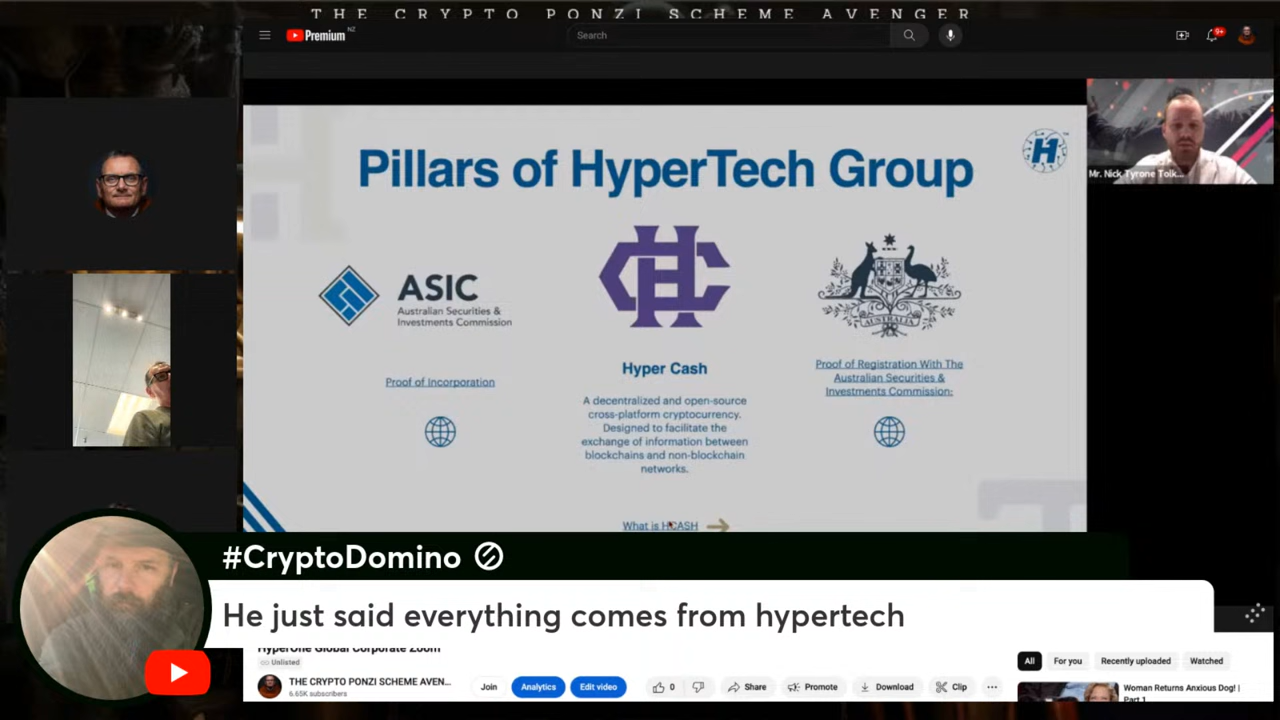 THE CRYPTO PONZI SCHEME AVENGER
Premium NZ
Search
9+
Pillars of HyperTech Group
H
TM
Mr. Nick Tyrone Tolk...
ASIC
Australian Securities &
Investments Commission
Proof of Incorporation
Hyper Cash
A decentralized and open-source
cross-platform cryptocurrency.
Designed to facilitate the
exchange of information between
blockchains and non-blockchain
networks.
What is HCASH
AUSTRALIA
Proof of Registration With The
Australian Securities &
Investments Commission:
#CryptoDomino
He just said everything comes from hypertech
HyperOne Global Corporate Zoom
Unlisted
THE CRYPTO PONZI SCHEME AVEN...
6.65K subscribers
Join
Analytics
Edit video
0
Share
Promote
Download
Clip
...
All
For you
Recently uploaded
Watched
Woman Returns Anxious Dog! |
Part 1